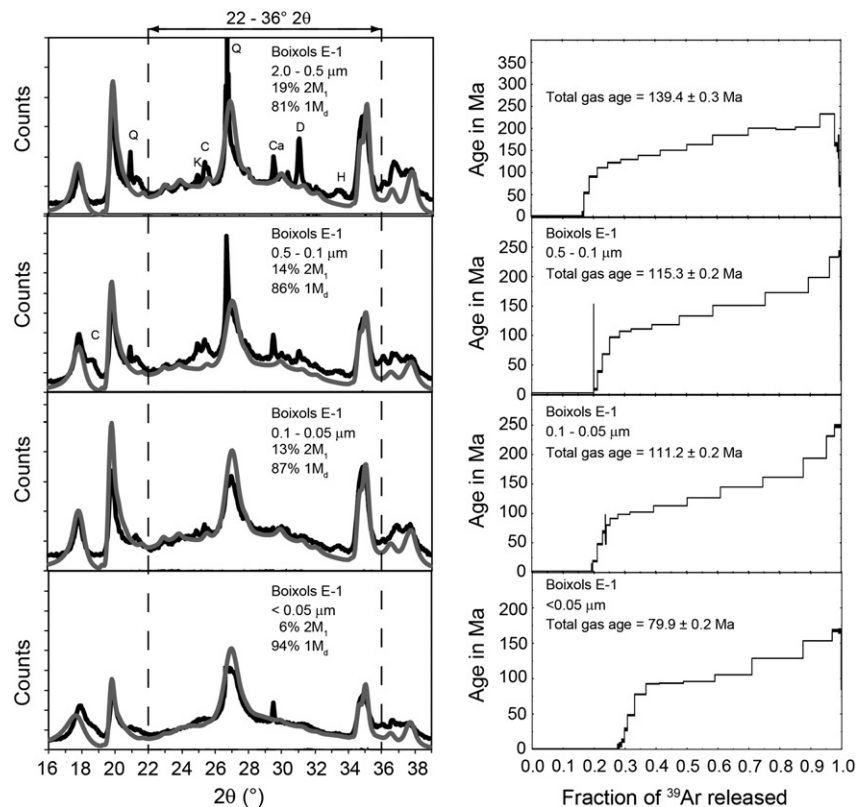 22 - 36° 2θ
Counts
Boixols E-1
2.0 - 0.5 μm
19% 2M₁
81% 1M_d
Q
Q
K
C
Ca
D
H
Counts
Boixols E-1
0.5 - 0.1 μm
14% 2M₁
86% 1M_d
C
Counts
Boixols E-1
0.1 - 0.05 μm
13% 2M₁
87% 1M_d
Counts
Boixols E-1
< 0.05 μm
6% 2M₁
94% 1M_d
16 18 20 22 24 26 28 30 32 34 36 38
2θ (°)
Age in Ma
350
300
250
200
150
100
50
0
Total gas age = 139.4 ± 0.3 Ma
Age in Ma
250
200
150
100
50
0
Boixols E-1
0.5 - 0.1 μm
Total gas age = 115.3 ± 0.2 Ma
Age in Ma
250
200
150
100
50
0
Boixols E-1
0.1 - 0.05 μm
Total gas age = 111.2 ± 0.2 Ma
Age in Ma
200
150
100
50
0
Boixols E-1
<0.05 μm
Total gas age = 79.9 ± 0.2 Ma
0.0 0.1 0.2 0.3 0.4 0.5 0.6 0.7 0.8 0.9 1.0
Fraction of ³⁹Ar released